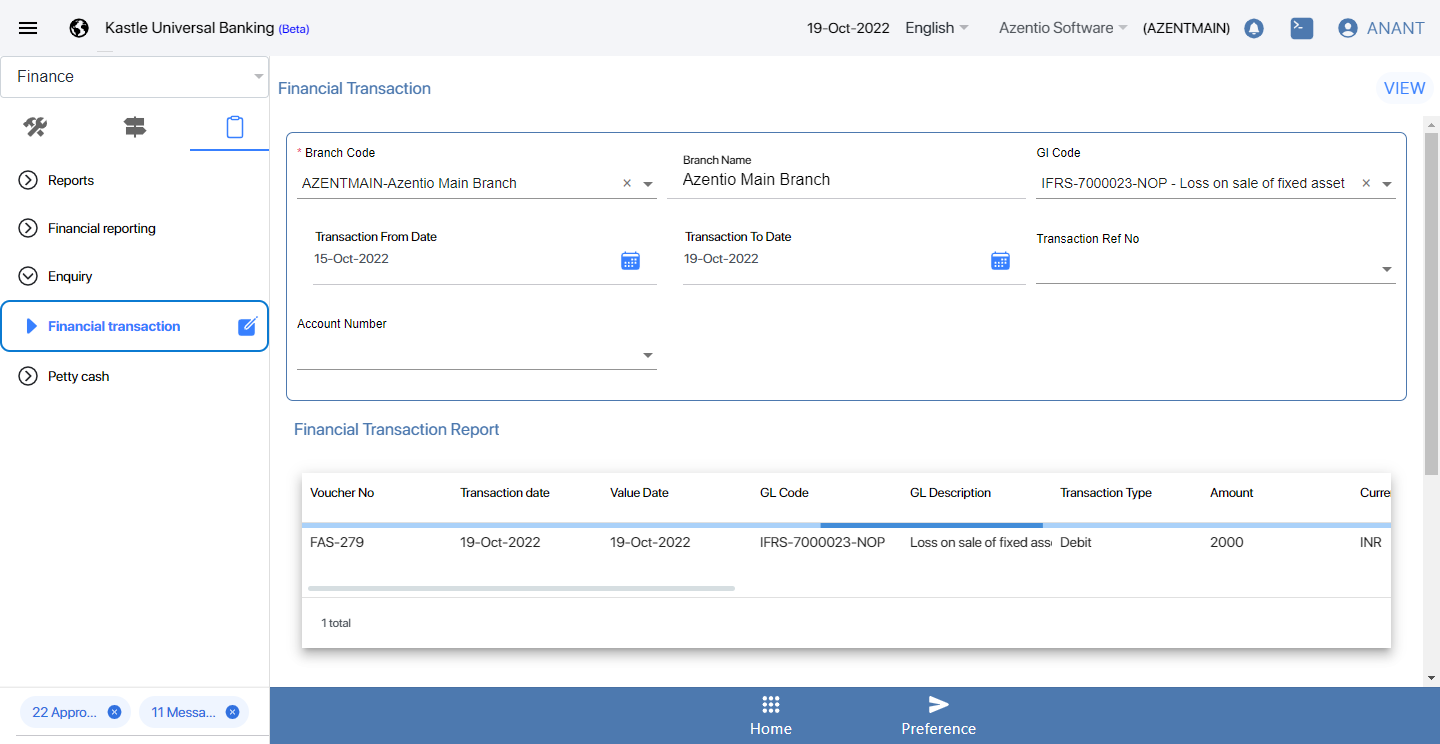 Kastle Universal Banking (Beta)
19-Oct-2022 English Azentio Software (AZENTMAIN) ANANT
Finance
Reports
Financial reporting
Enquiry
Financial transaction
Petty cash
22 Appro...
11 Messa...
Financial Transaction
VIEW
* Branch Code
AZENTMAIN-Azentio Main Branch
Branch Name
Azentio Main Branch
Gl Code
IFRS-7000023-NOP - Loss on sale of fixed asset
Transaction From Date
15-Oct-2022
Transaction To Date
19-Oct-2022
Transaction Ref No
Account Number
Financial Transaction Report
Voucher No Transaction date Value Date GL Code GL Description Transaction Type Amount Curre
FAS-279 19-Oct-2022 19-Oct-2022 IFRS-7000023-NOP Loss on sale of fixed ass Debit 2000 INR
1 total
Home
Preference